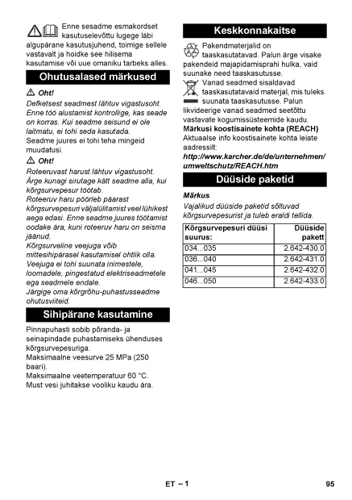 Enne sesadme esmakordset
kasutuselevõttu lugege läbi
algupärane kasutusjuhend, toimige sellele
vastavalt ja hoidke see hilisema
kasutamise või uue omaniku tarbeks alles.
Ohutusalased märkused
Oht!
Defketsest seadmest lähtuv vigastusoht.
Enne töö alustamist kontrollige, kas seade
on korras. Kui seadme seisund ei ole
laitmatu, ei tohi seda kasutada.
Seadme juures ei tohi teha mingeid
muudatusi.
Oht!
Roteeruvast harust lähtuv vigastusoht.
Ärge kunagi sirutage kätt seadme alla, kui
kõrgsurvepesur töötab.
Roteeruv haru pöörleb päarast
kõrgsurvepesuri väljalülitamist veel lühikest
aega edasi. Enne seadme juures töötamist
oodake ära, kuni roteeruv haru on seisma
jäänud.
Kõrgsurveline veejuga võib
mittesihipärasel kasutamisel ohtlik olla.
Veejuga ei tohi suunata inimestele,
loomadele, pingestatud elektriseadmetele
ega seadmele endale.
Järgige oma kõrgrõhu-puhastusseadme
ohutusviiteid.
Sihipärane kasutamine
Pinnapuhasti sobib põranda- ja
seinapindade puhastamiseks ühenduses
kõrgsurvepesuriga.
Maksimaalne veesurve 25 MPa (250
baari).
Maksimaalne veetemperatuur 60 °C.
Must vesi juhitakse vooliku kaudu ära.
Keskkonnakaitse
Pakendmaterjalid on
taaskasutatavad. Palun ärge visake
pakendeid majapidamisprahi hulka, vaid
suunake need taaskasutusse.
Vanad seadmed sisaldavad
taaskasutatavaid materjal, mis tuleks
suunata taaskasutusse. Palun
likvideerige vanad seadmed seetõttu
vastavate kogumissüsteemide kaudu.
Märkusi koostisainete kohta (REACH)
Aktuaalse info koostisainete kohta leiate
aadressilt:
http://www.karcher.de/de/unternehmen/
umweltschutz/REACH.htm
Düüside paketid
Märkus
Vajalikud düüside paketid sõltuvad
kõrgsurvepesurist ja tuleb eraldi tellida.
Kõrgsurvepesuri düüsi suurus: Düüside pakett
034...035 2.642-430.0
036...040 2.642-431.0
041...045 2.642-432.0
046...050 2.642-433.0
ET – 1 95